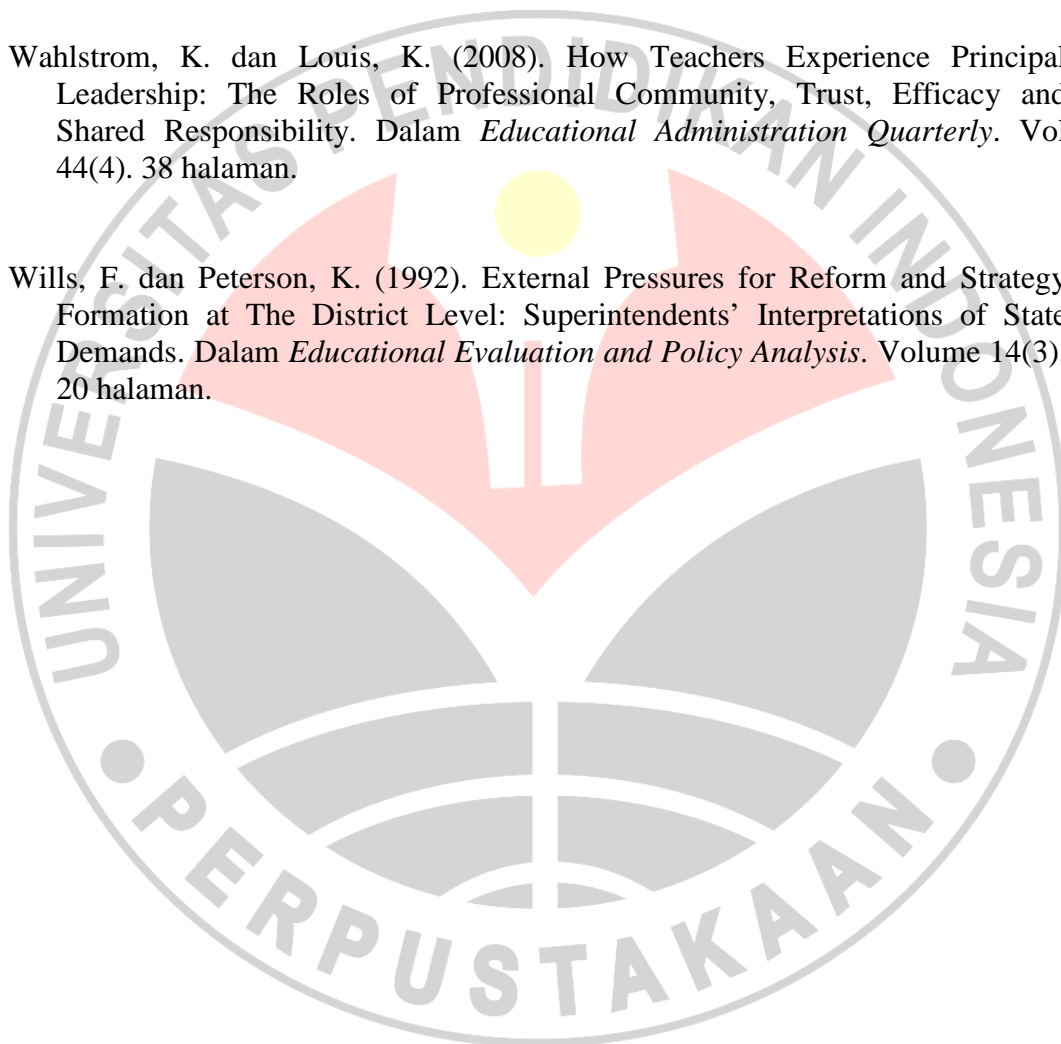 Wahlstrom, K. dan Louis, K. (2008). How Teachers Experience Principal
Leadership: The Roles of Professional Community, Trust, Efficacy and
Shared Responsibility. Dalam Educational Administration Quarterly. Vol
44(4). 38 halaman.
Wills, F. dan Peterson, K. (1992). External Pressures for Reform and Strategy
Formation at The District Level: Superintendents’ Interpretations of State
Demands. Dalam Educational Evaluation and Policy Analysis. Volume 14(3)
20 halaman.
UNIVERSITAS PENDIDIKAN INDONESIA
PERPUSTAKAAN